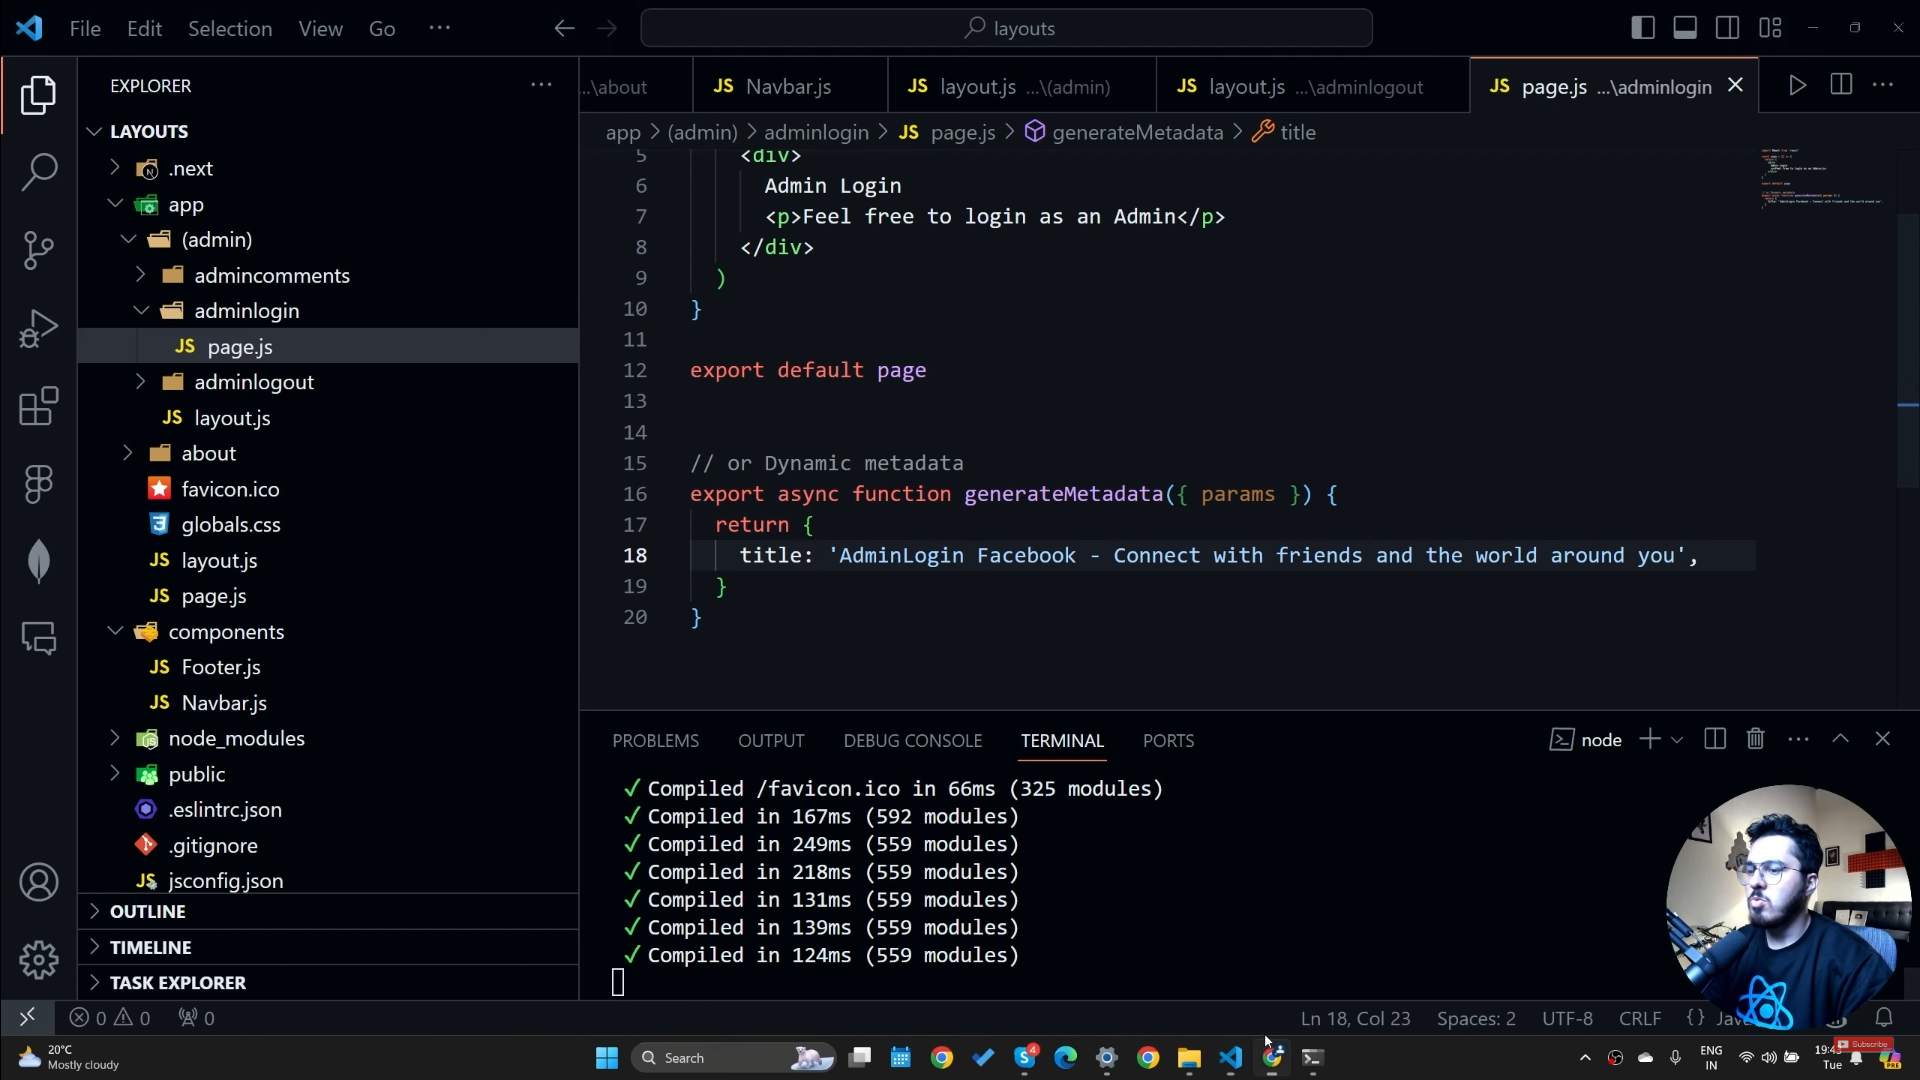 File Edit Selection View Go ···
layouts
EXPLORER
LAYOUTS
.next
app
(admin)
admincomments
adminlogin
JS page.js
adminlogout
JS layout.js
about
favicon.ico
globals.css
JS layout.js
JS page.js
components
JS Footer.js
JS Navbar.js
node_modules
public
.eslintrc.json
.gitignore
JS jsconfig.json
OUTLINE
TIMELINE
TASK EXPLORER
..\about
JS Navbar.js
JS layout.js ...\(admin)
JS layout.js ...\adminlogout
JS page.js ...\adminlogin
app > (admin) > adminlogin > JS page.js > generateMetadata > title
5 <div>
6 Admin Login
7 <p>Feel free to login as an Admin</p>
8 </div>
9 )
10 }
11
12 export default page
13
14
15 // or Dynamic metadata
16 export async function generateMetadata({ params }) {
17 return {
18 title: 'AdminLogin Facebook - Connect with friends and the world around you',
19 }
20 }
PROBLEMS OUTPUT DEBUG CONSOLE TERMINAL PORTS
node
✓ Compiled /favicon.ico in 66ms (325 modules)
✓ Compiled in 167ms (592 modules)
✓ Compiled in 249ms (559 modules)
✓ Compiled in 218ms (559 modules)
✓ Compiled in 131ms (559 modules)
✓ Compiled in 139ms (559 modules)
✓ Compiled in 124ms (559 modules)
0 0 0
Ln 18, Col 23 Spaces: 2 UTF-8 CRLF {}
20°C
Mostly cloudy
Search
4
ENG
IN
Tue
Subscribe
PRE